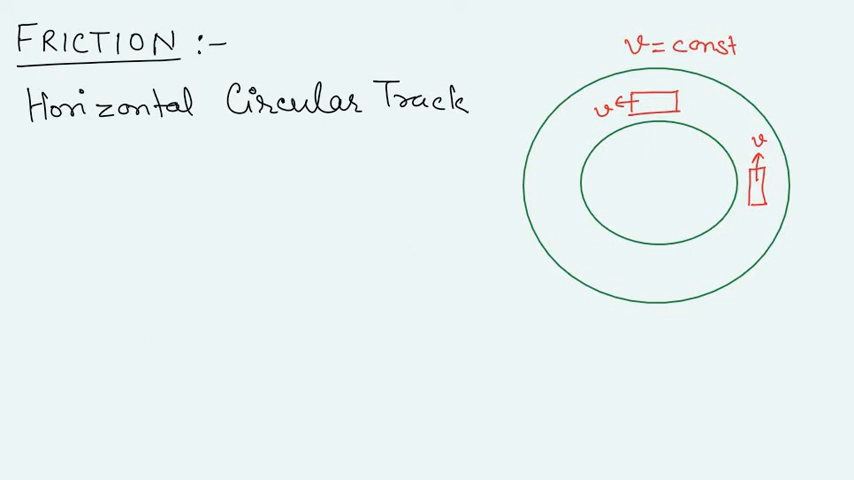 FRICTION :-
Horizontal Circular Track
v = const
v
v